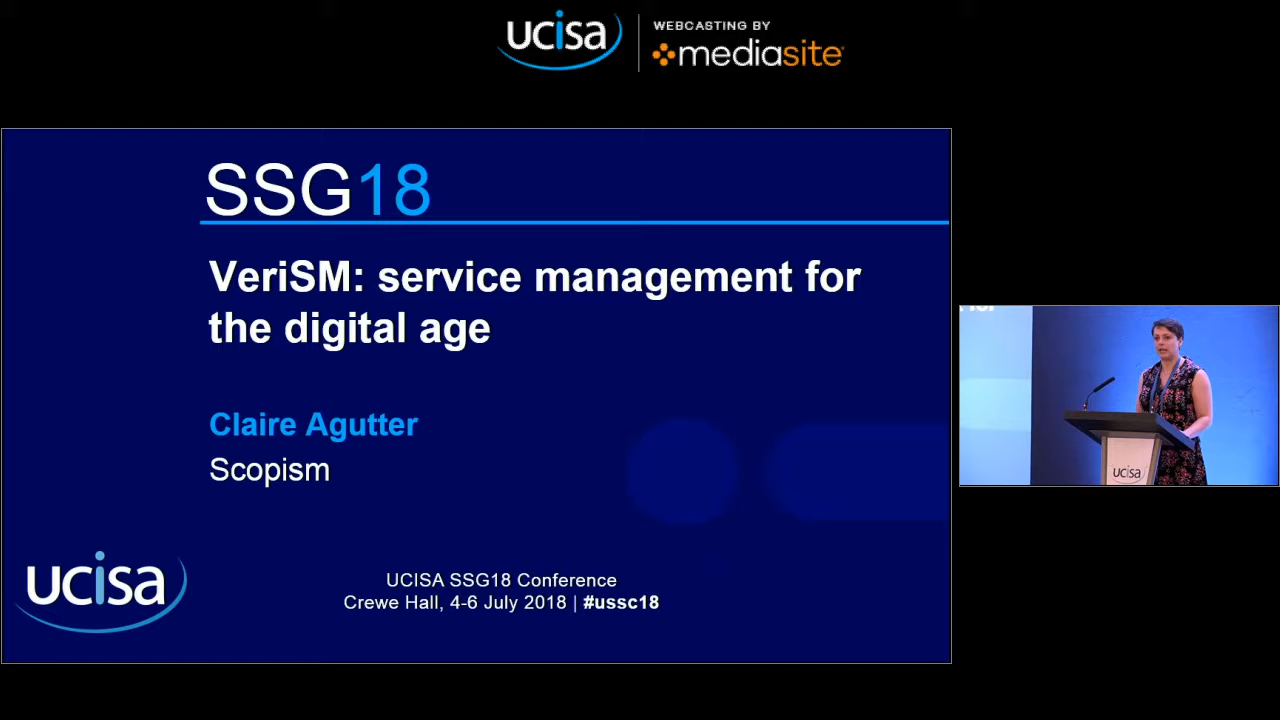 ucisa
WEBCASTING BY
mediasite
SSG18
VeriSM: service management for
the digital age
Claire Agutter
Scopism
UCISA SSG18 Conference
Crewe Hall, 4-6 July 2018 | #ussc18
ucisa
ucisa